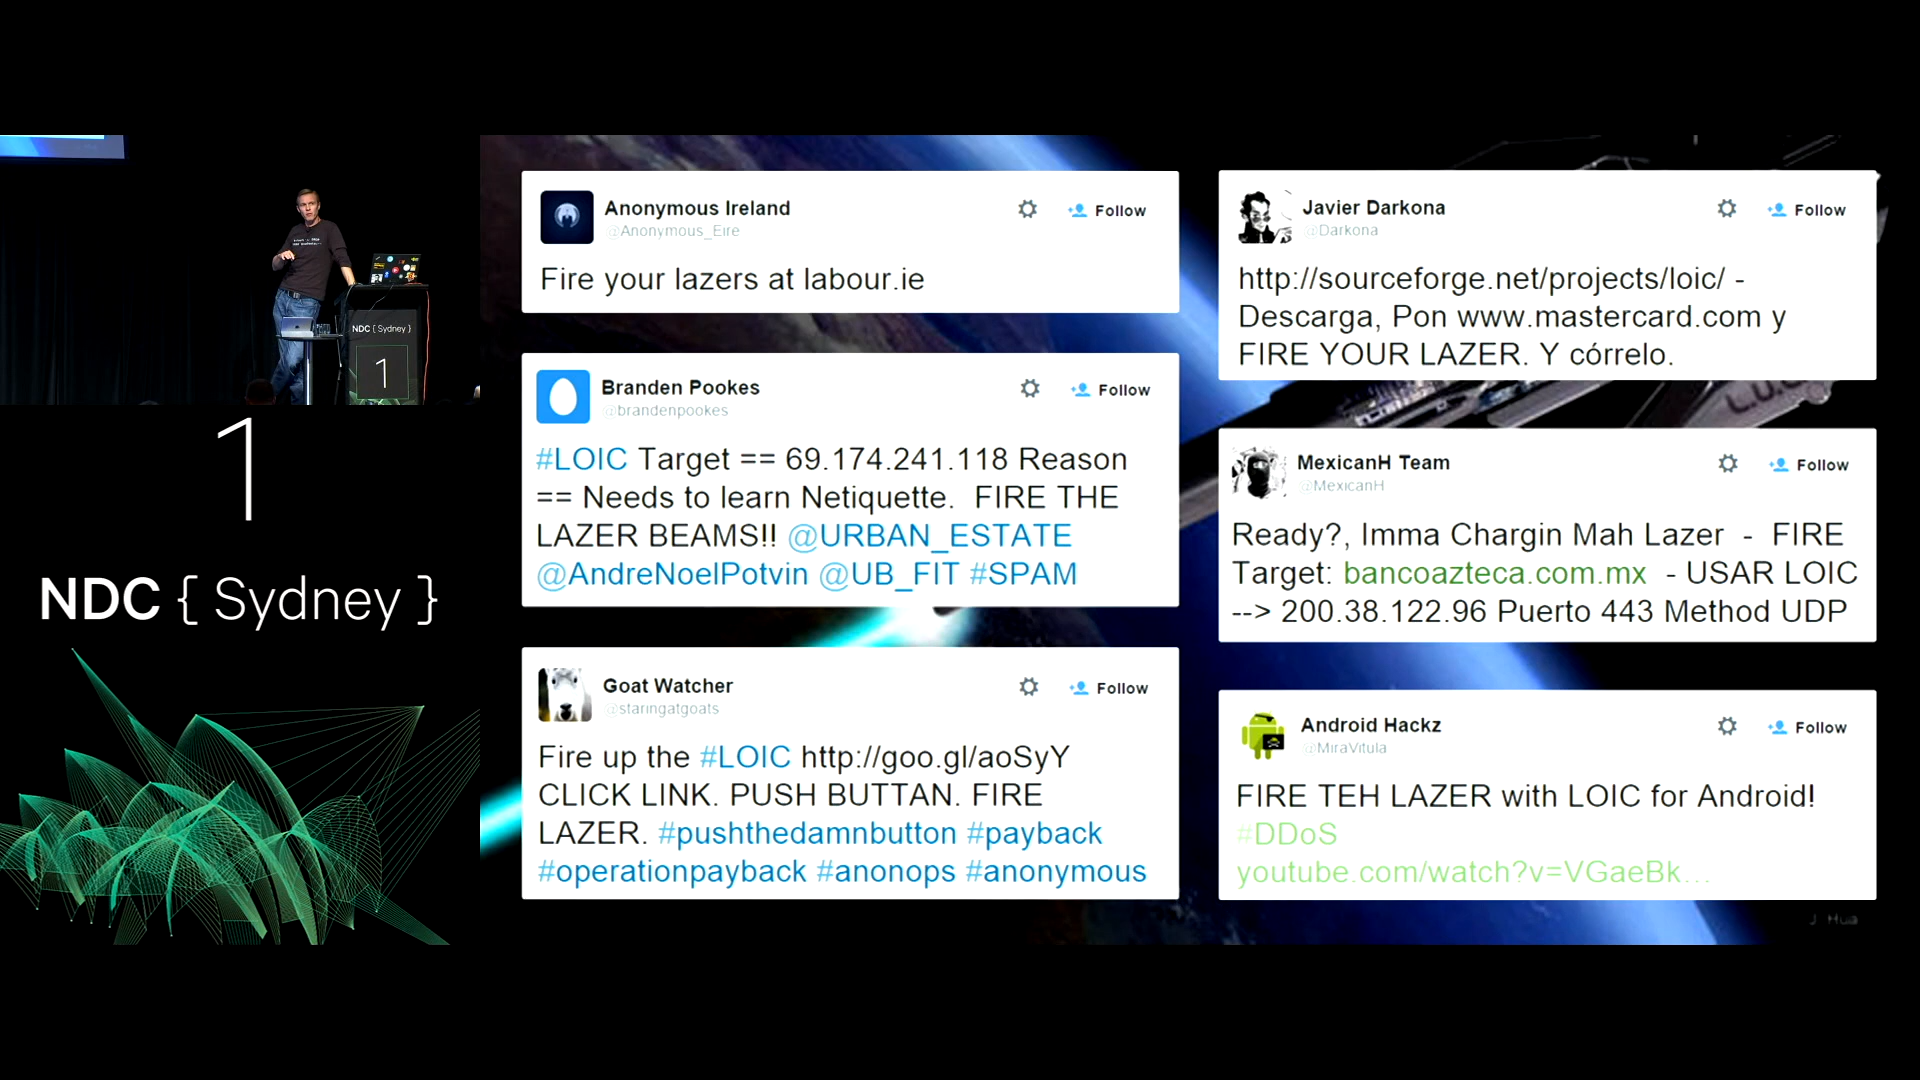 Anonymous Ireland
@Anonymous_Eire
Follow
Fire your lazers at labour.ie
Branden Pookes
@brandenpookes
Follow
#LOIC Target == 69.174.241.118 Reason
== Needs to learn Netiquette. FIRE THE
LAZER BEAMS!! @URBAN_ESTATE
@AndreNoelPotvin @UB_FIT #SPAM
Goat Watcher
@staringatgoats
Follow
Fire up the #LOIC http://goo.gl/aoSyY
CLICK LINK. PUSH BUTTAN. FIRE
LAZER. #pushthedamnbutton #payback
#operationpayback #anonops #anonymous
Javier Darkona
@Darkona
Follow
http://sourceforge.net/projects/loic/ -
Descarga, Pon www.mastercard.com y
FIRE YOUR LAZER. Y córrelo.
MexicanH Team
@MexicanH
Follow
Ready?, Imma Chargin Mah Lazer - FIRE
Target: bancoazteca.com.mx - USAR LOIC
--> 200.38.122.96 Puerto 443 Method UDP
Android Hackz
@MiraVitula
Follow
FIRE TEH LAZER with LOIC for Android!
#DDoS
youtube.com/watch?v=VGaeBk...
J Hua
NDC { Sydney }
1
1
NDC { Sydney }